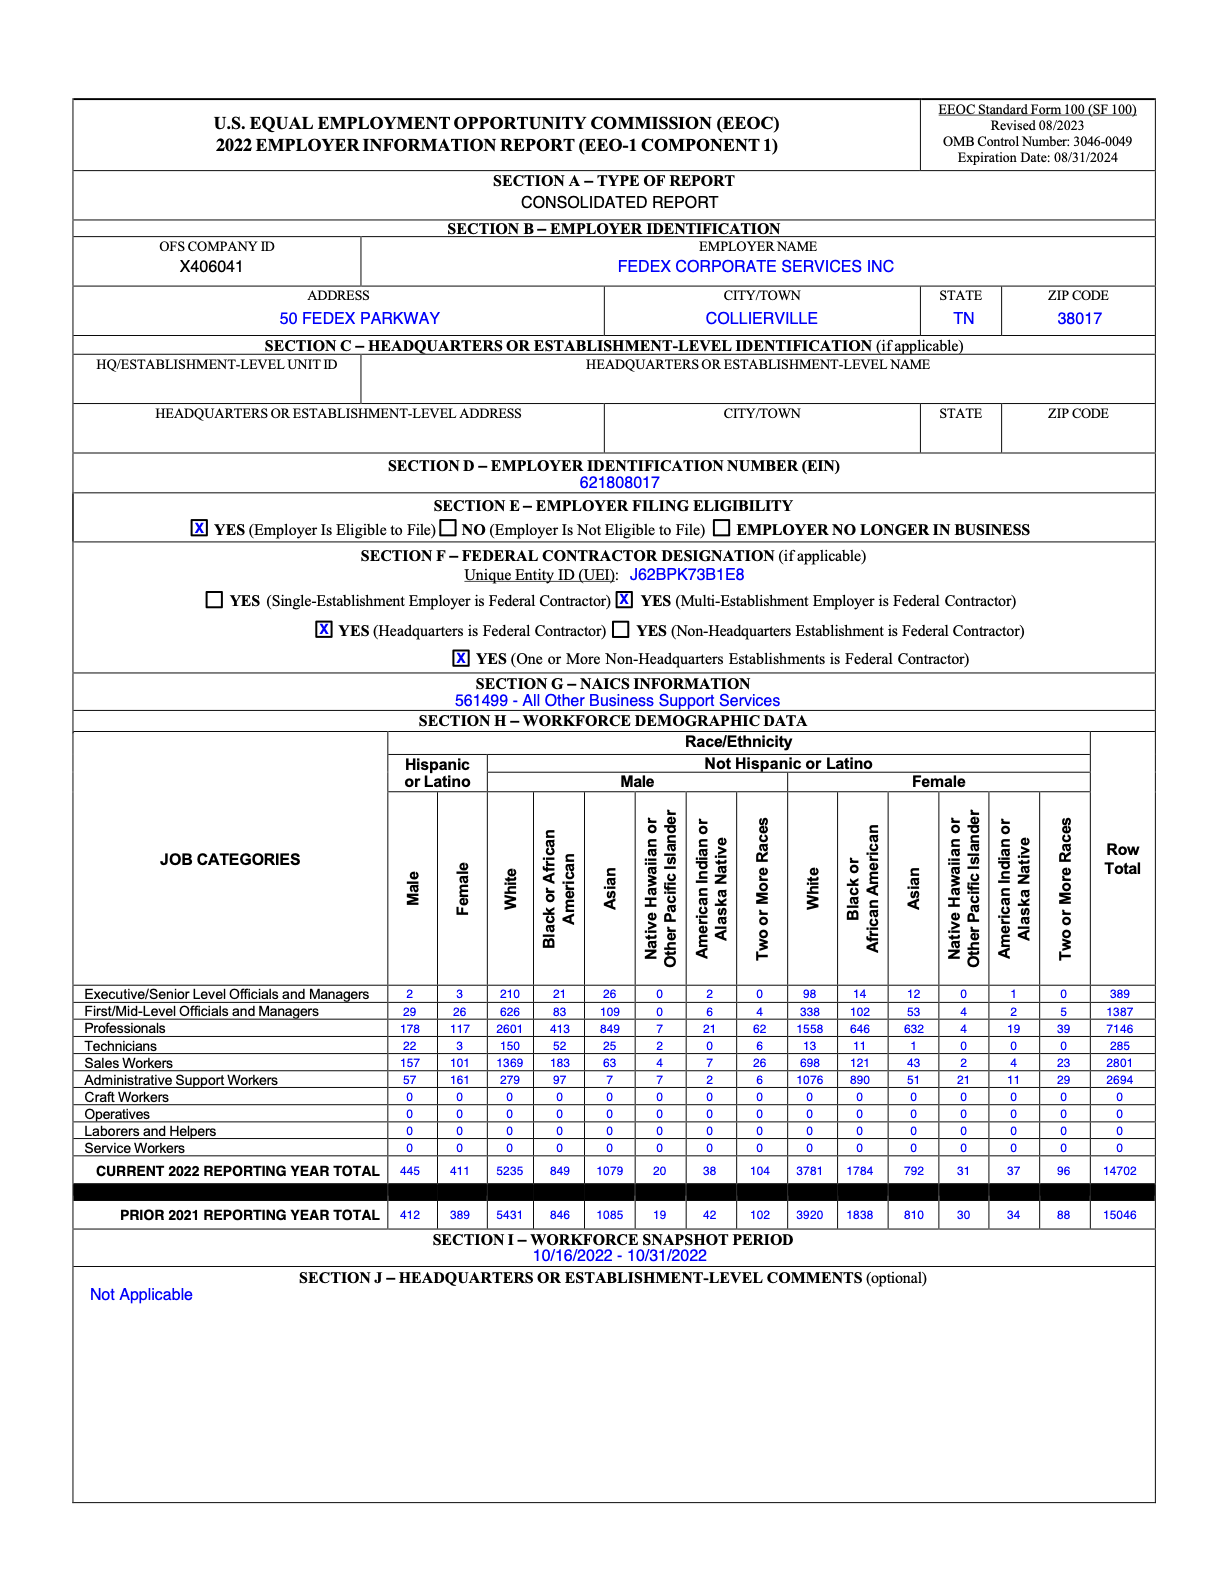 U.S. EQUAL EMPLOYMENT OPPORTUNITY COMMISSION (EEOC)
2022 EMPLOYER INFORMATION REPORT (EEO-1 COMPONENT 1)
EEOC Standard Form 100 (SF 100)
Revised 08/2023
OMB Control Number: 3046-0049
Expiration Date: 08/31/2024
SECTION A – TYPE OF REPORT
CONSOLIDATED REPORT
SECTION B – EMPLOYER IDENTIFICATION
OFS COMPANY ID EMPLOYER NAME
X406041 FEDEX CORPORATE SERVICES INC
ADDRESS CITY/TOWN STATE ZIP CODE
50 FEDEX PARKWAY COLLIERVILLE TN 38017
SECTION C – HEADQUARTERS OR ESTABLISHMENT-LEVEL IDENTIFICATION (if applicable)
HQ/ESTABLISHMENT-LEVEL UNIT ID HEADQUARTERS OR ESTABLISHMENT-LEVEL NAME
HEADQUARTERS OR ESTABLISHMENT-LEVEL ADDRESS CITY/TOWN STATE ZIP CODE
SECTION D – EMPLOYER IDENTIFICATION NUMBER (EIN)
621808017
SECTION E – EMPLOYER FILING ELIGIBILITY
X YES (Employer Is Eligible to File) NO (Employer Is Not Eligible to File) EMPLOYER NO LONGER IN BUSINESS
SECTION F – FEDERAL CONTRACTOR DESIGNATION (if applicable)
Unique Entity ID (UEI): J62BPK73B1E8
YES (Single-Establishment Employer is Federal Contractor) X YES (Multi-Establishment Employer is Federal Contractor)
X YES (Headquarters is Federal Contractor) YES (Non-Headquarters Establishment is Federal Contractor)
X YES (One or More Non-Headquarters Establishments is Federal Contractor)
SECTION G – NAICS INFORMATION
561499 - All Other Business Support Services
SECTION H – WORKFORCE DEMOGRAPHIC DATA
JOB CATEGORIES
Race/Ethnicity
Hispanic
or Latino
Not Hispanic or Latino
Male Female
Male
Female
White
Black or African
American
Asian
Native Hawaiian or
Other Pacific Islander
American Indian or
Alaska Native
Two or More Races
White
Black or
African American
Asian
Native Hawaiian or
Other Pacific Islander
American Indian or
Alaska Native
Two or More Races
Row
Total
Executive/Senior Level Officials and Managers 2 3 210 21 26 0 2 0 98 14 12 0 1 0 389
First/Mid-Level Officials and Managers 29 26 626 83 109 0 6 4 338 102 53 4 2 5 1387
Professionals 178 117 2601 413 849 7 21 62 1558 646 632 4 19 39 7146
Technicians 22 3 150 52 25 2 0 6 13 11 1 0 0 0 285
Sales Workers 157 101 1369 183 63 4 7 26 698 121 43 2 4 23 2801
Administrative Support Workers 57 161 279 97 7 7 2 6 1076 890 51 21 11 29 2694
Craft Workers 0 0 0 0 0 0 0 0 0 0 0 0 0 0 0
Operatives 0 0 0 0 0 0 0 0 0 0 0 0 0 0 0
Laborers and Helpers 0 0 0 0 0 0 0 0 0 0 0 0 0 0 0
Service Workers 0 0 0 0 0 0 0 0 0 0 0 0 0 0 0
CURRENT 2022 REPORTING YEAR TOTAL 445 411 5235 849 1079 20 38 104 3781 1784 792 31 37 96 14702
PRIOR 2021 REPORTING YEAR TOTAL 412 389 5431 846 1085 19 42 102 3920 1838 810 30 34 88 15046
SECTION I – WORKFORCE SNAPSHOT PERIOD
10/16/2022 - 10/31/2022
SECTION J – HEADQUARTERS OR ESTABLISHMENT-LEVEL COMMENTS (optional)
Not Applicable